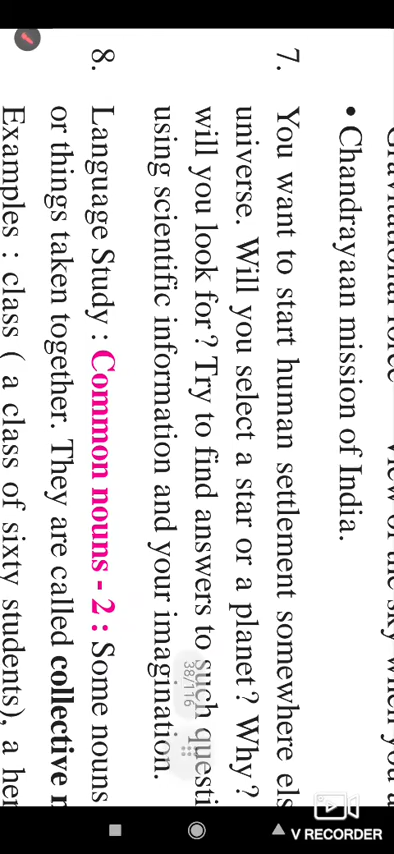 • Chandrayaan mission of India.
7. You want to start human settlement somewhere
universe. Will you select a star or a planet? Why?
will you look for? Try to find answers to such
using scientific information and your imagination.
8. Language Study : Common nouns - 2 : Some nouns
or things taken together. They are called collective
Examples : class ( a class of sixty students), a
38/116
V RECORDER